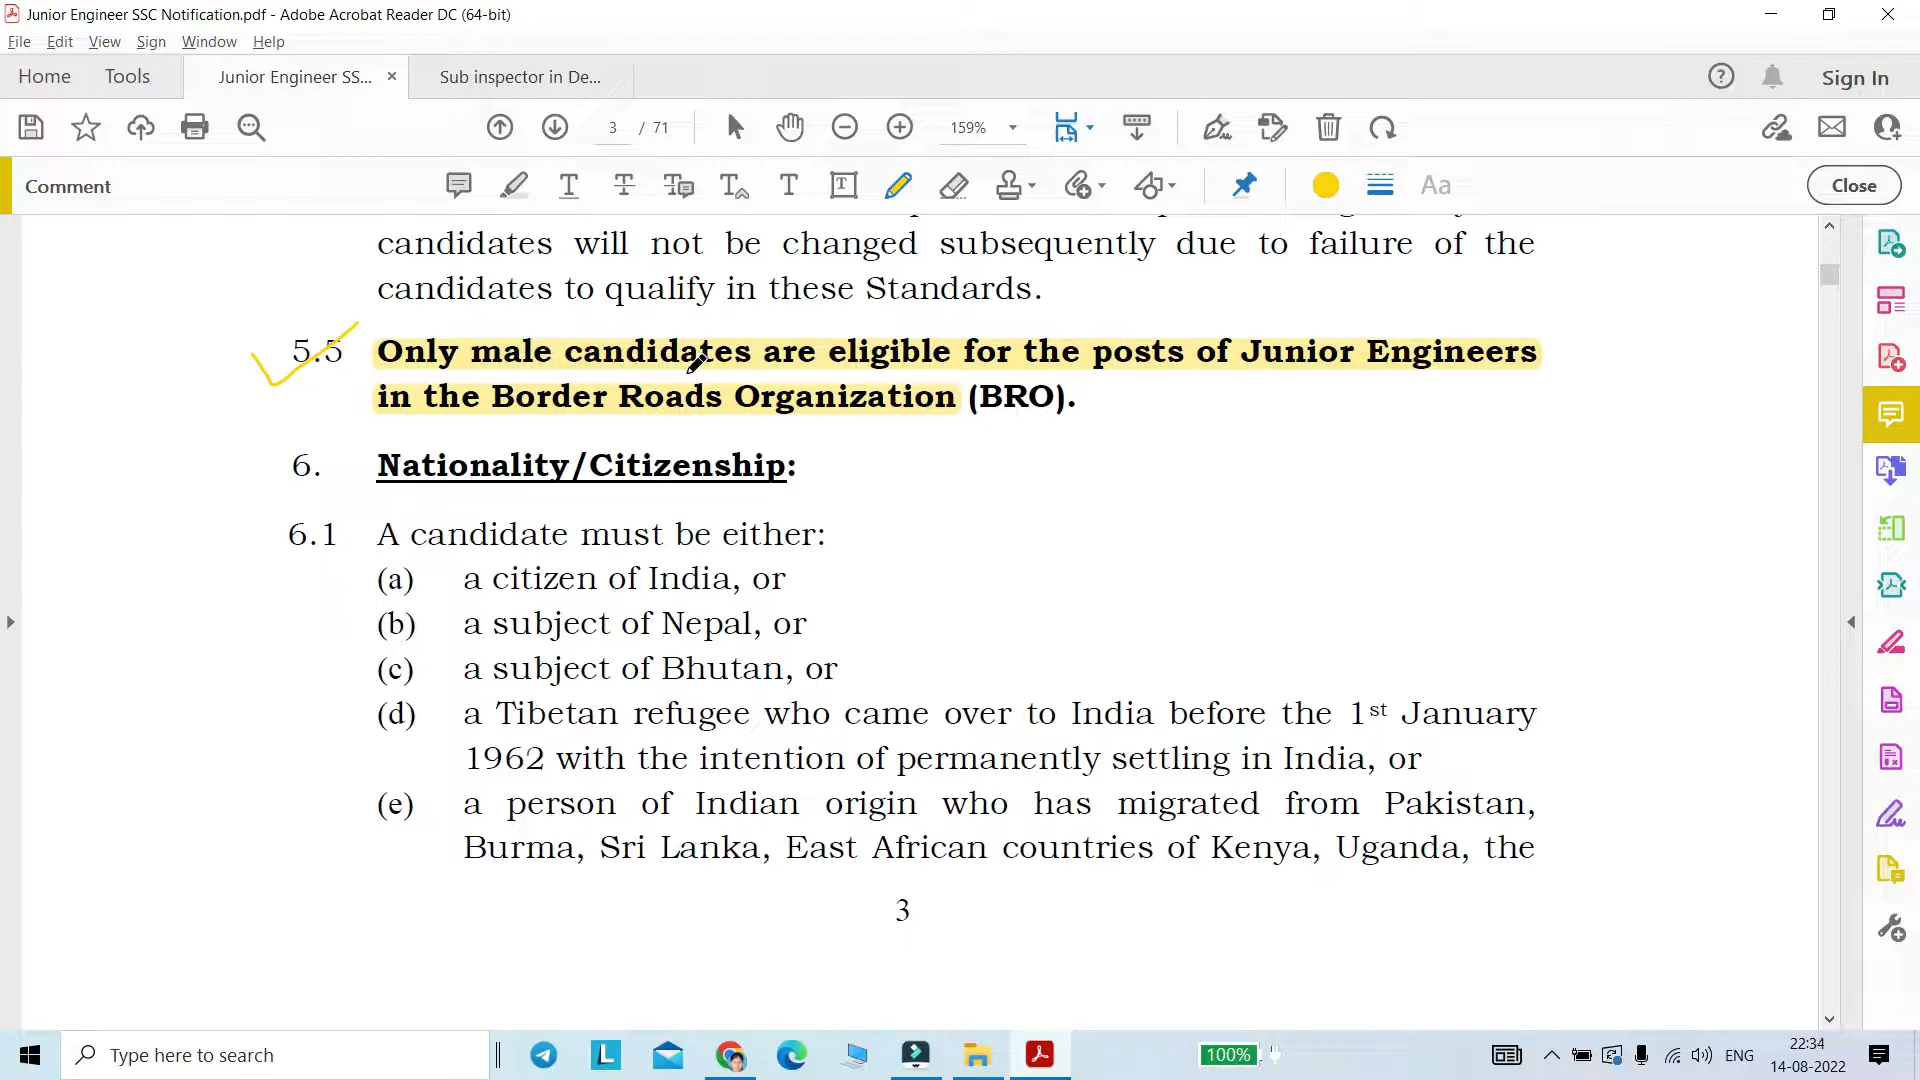 Junior Engineer SSC Notification.pdf - Adobe Acrobat Reader DC (64-bit)
File Edit View Sign Window Help
Home Tools Junior Engineer SS... × Sub inspector in De... Sign In
3 / 71 159%
Comment Aa Close
candidates will not be changed subsequently due to failure of the
candidates to qualify in these Standards.
5.5 Only male candidates are eligible for the posts of Junior Engineers
in the Border Roads Organization (BRO).
6. Nationality/Citizenship:
6.1 A candidate must be either:
(a) a citizen of India, or
(b) a subject of Nepal, or
(c) a subject of Bhutan, or
(d) a Tibetan refugee who came over to India before the 1st January
1962 with the intention of permanently settling in India, or
(e) a person of Indian origin who has migrated from Pakistan,
Burma, Sri Lanka, East African countries of Kenya, Uganda, the
3
Type here to search
100%
ENG
22:34
14-08-2022